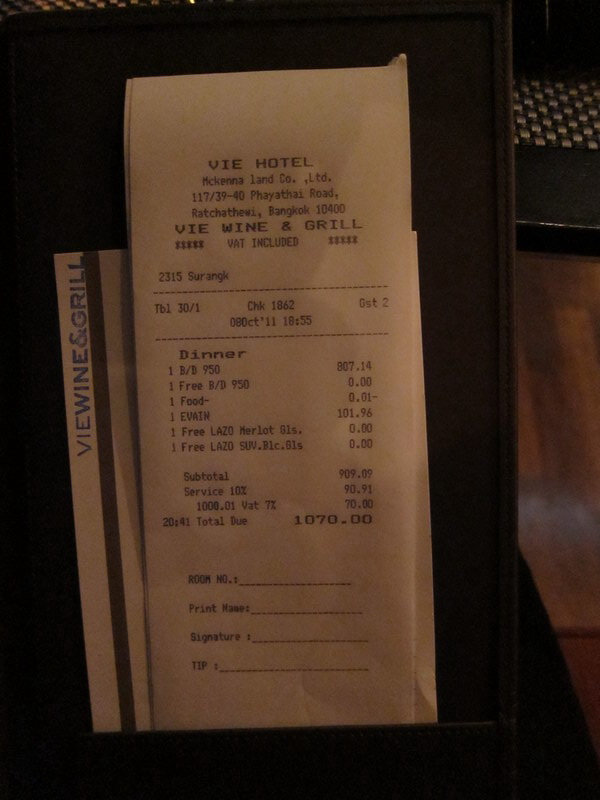 VIE HOTEL
Mckenna land Co. ,Ltd.
117/39-40 Phayathai Road,
Ratchathewi, Bangkok 10400
VIE WINE & GRILL
***** VAT INCLUDED *****
2315 Surangk
Tbl 30/1 Chk 1862 Gst 2
08Oct'11 18:55
Dinner
1 B/D 950 807.14
1 Free B/D 950 0.00
1 Food- 0.01-
1 EVAIN 101.96
1 Free LAZO Merlot Gls. 0.00
1 Free LAZO SUV.Blc.Gls 0.00
Subtotal 909.09
Service 10% 90.91
1000.01 Vat 7% 70.00
20:41 Total Due 1070.00
ROOM NO.:
Print Name:
Signature :
TIP :
VIEWINE&GRILL